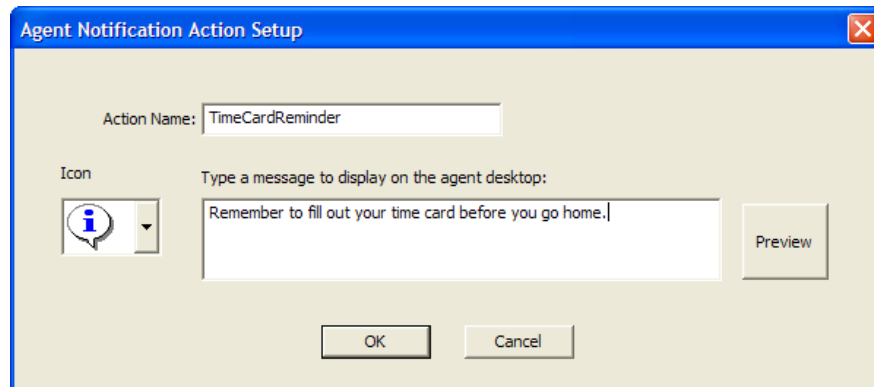 Agent Notification Action Setup
Action Name: TimeCardReminder
Icon
Type a message to display on the agent desktop:
Remember to fill out your time card before you go home.
Preview
OK Cancel